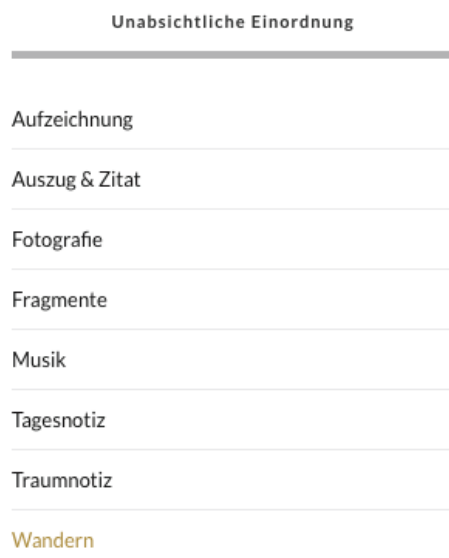 Unabsichtliche Einordnung
Aufzeichnung
Auszug & Zitat
Fotografie
Fragmente
Musik
Tagesnotiz
Traumnotiz
Wandern